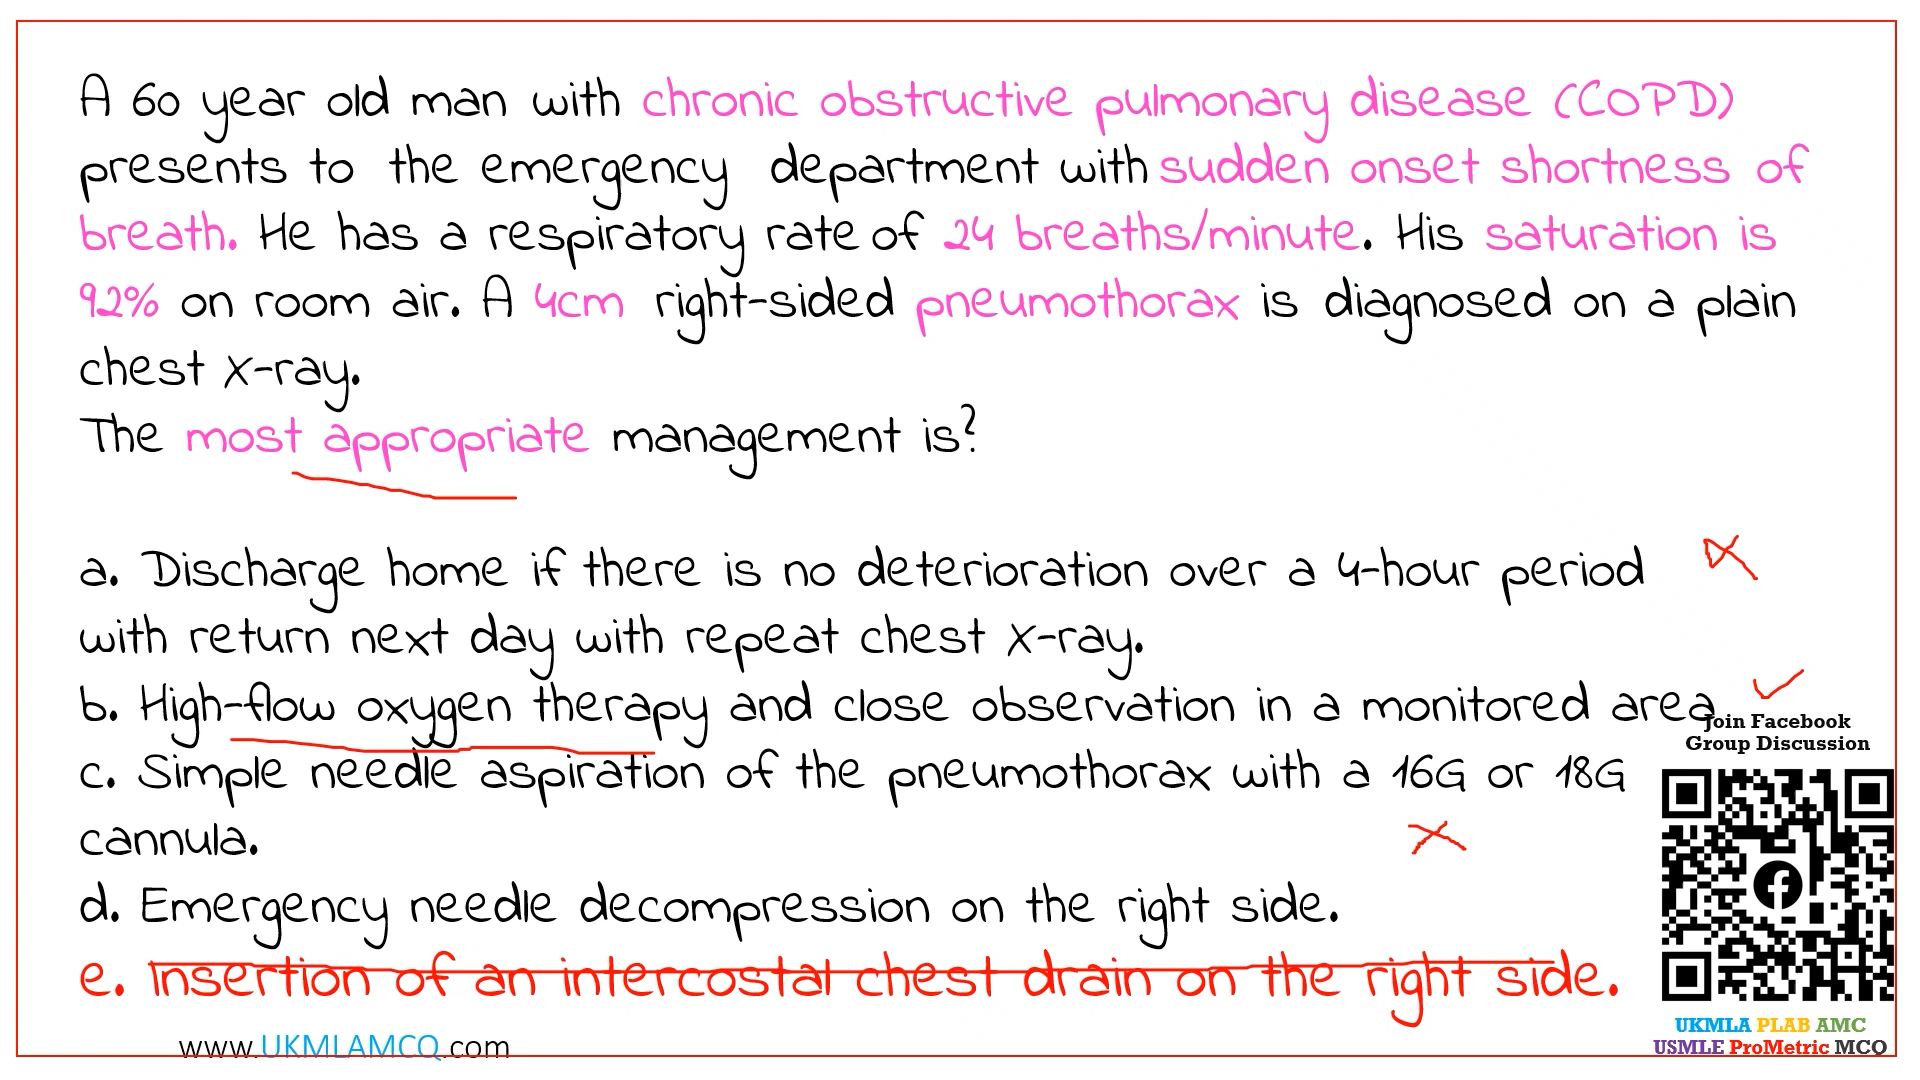 A 60 year old man with chronic obstructive pulmonary disease (COPD)
presents to the emergency department with sudden onset shortness of
breath. He has a respiratory rate of 24 breaths/minute. His saturation is
92% on room air. A 4cm right-sided pneumothorax is diagnosed on a plain
chest X-ray.
The most appropriate management is?
a. Discharge home if there is no deterioration over a 4-hour period
with return next day with repeat chest X-ray.
b. High-flow oxygen therapy and close observation in a monitored area
Join Facebook
Group Discussion
c. Simple needle aspiration of the pneumothorax with a 16G or 18G
cannula.
d. Emergency needle decompression on the right side.
e. Insertion of an intercostal chest drain on the right side.
UKMLA PLAB AMC
USMLE ProMetric MCQ
www.UKMLAMCQ.com